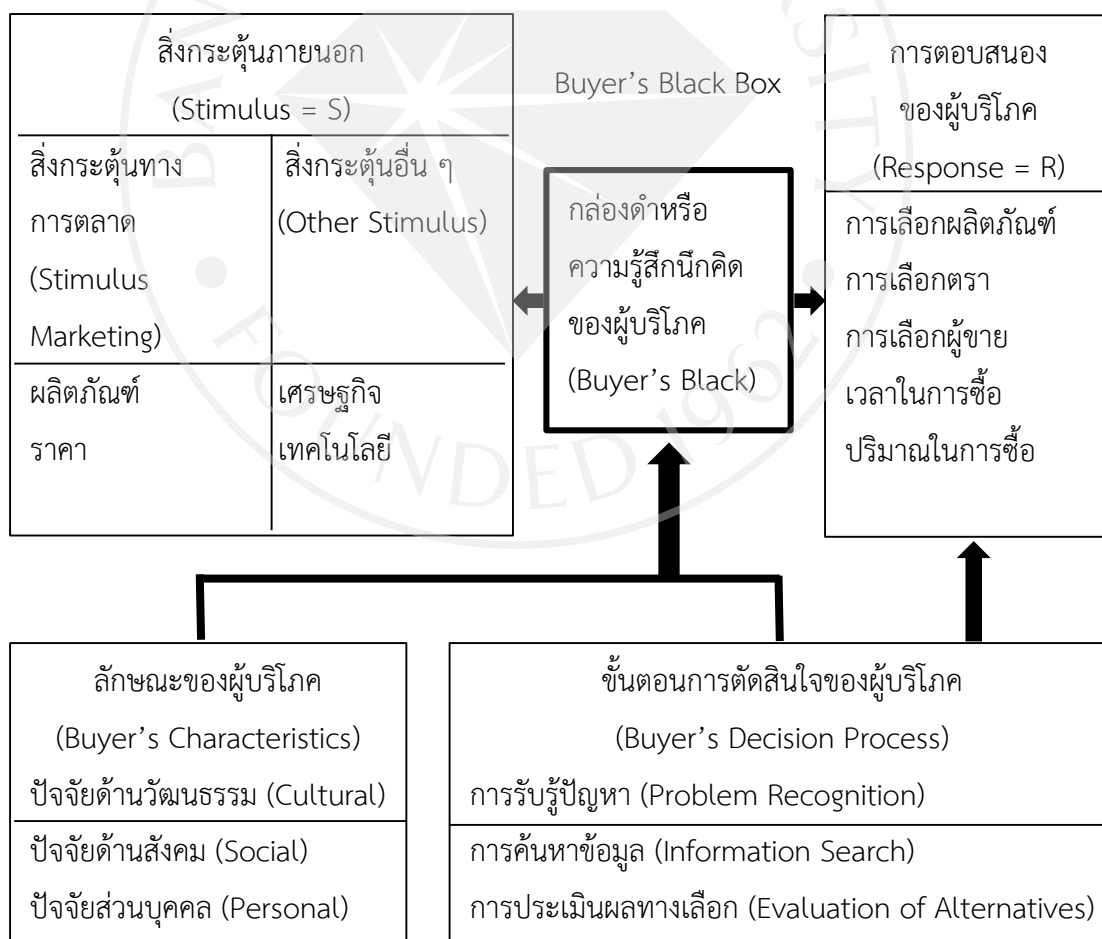 สิ่งกระตุ้นภายนอก
(Stimulus = S)
สิ่งกระตุ้นทาง
การตลาด
(Stimulus
Marketing)
สิ่งกระตุ้นอื่น ๆ
(Other Stimulus)
ผลิตภัณฑ์
ราคา
เศรษฐกิจ
เทคโนโลยี
Buyer's Black Box
กล่องดำหรือ
ความรู้สึกนึกคิด
ของผู้บริโภค
(Buyer's Black)
การตอบสนอง
ของผู้บริโภค
(Response = R)
การเลือกผลิตภัณฑ์
การเลือกตรา
การเลือกผู้ขาย
เวลาในการซื้อ
ปริมาณในการซื้อ
ลักษณะของผู้บริโภค
(Buyer's Characteristics)
ปัจจัยด้านวัฒนธรรม (Cultural)
ปัจจัยด้านสังคม (Social)
ปัจจัยส่วนบุคคล (Personal)
ขั้นตอนการตัดสินใจของผู้บริโภค
(Buyer's Decision Process)
การรับรู้ปัญหา (Problem Recognition)
การค้นหาข้อมูล (Information Search)
การประเมินผลทางเลือก (Evaluation of Alternatives)
FOUNDED 1962